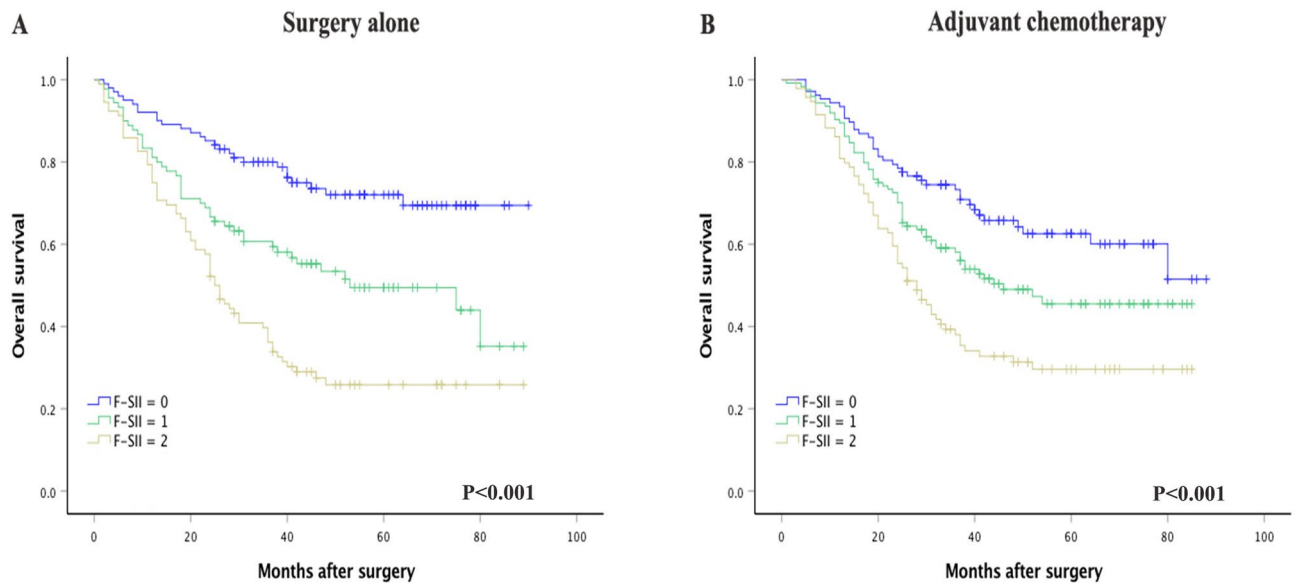 A
Surgery alone
Overall survival
1.0
0.8
0.6
0.4
0.2
0.0
F-SII = 0
F-SII = 1
F-SII = 2
P<0.001
0 20 40 60 80 100
Months after surgery
B
Adjuvant chemotherapy
Overall survival
1.0
0.8
0.6
0.4
0.2
0.0
F-SII = 0
F-SII = 1
F-SII = 2
P<0.001
0 20 40 60 80 100
Months after surgery